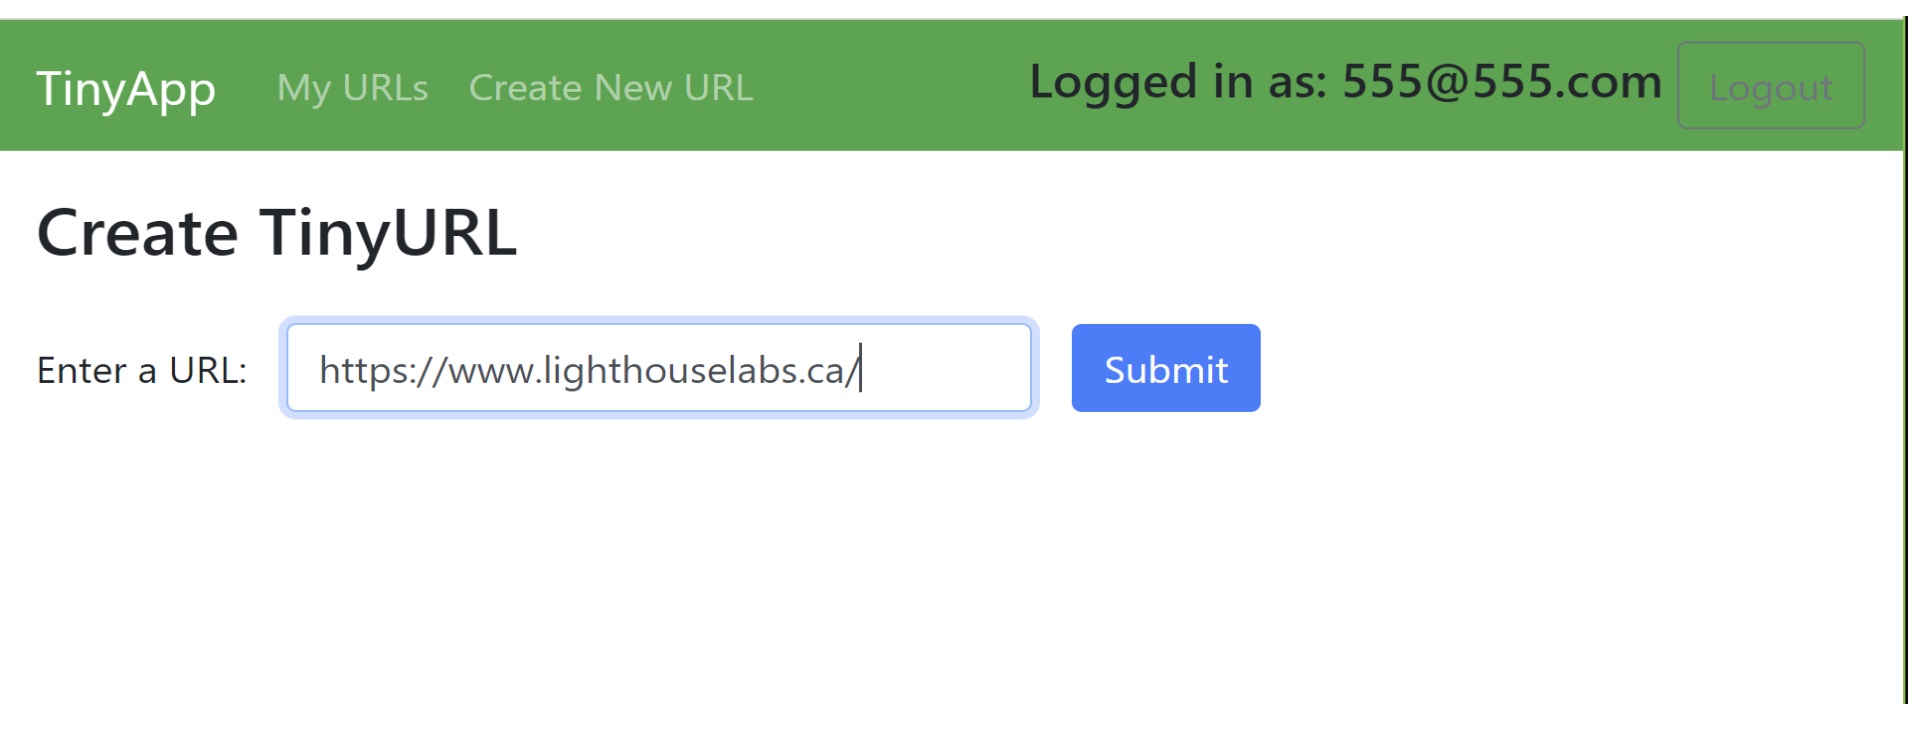 TinyApp My URLs Create New URL Logged in as: 555@555.com Logout
Create TinyURL
Enter a URL: https://www.lighthouselabs.ca/ Submit